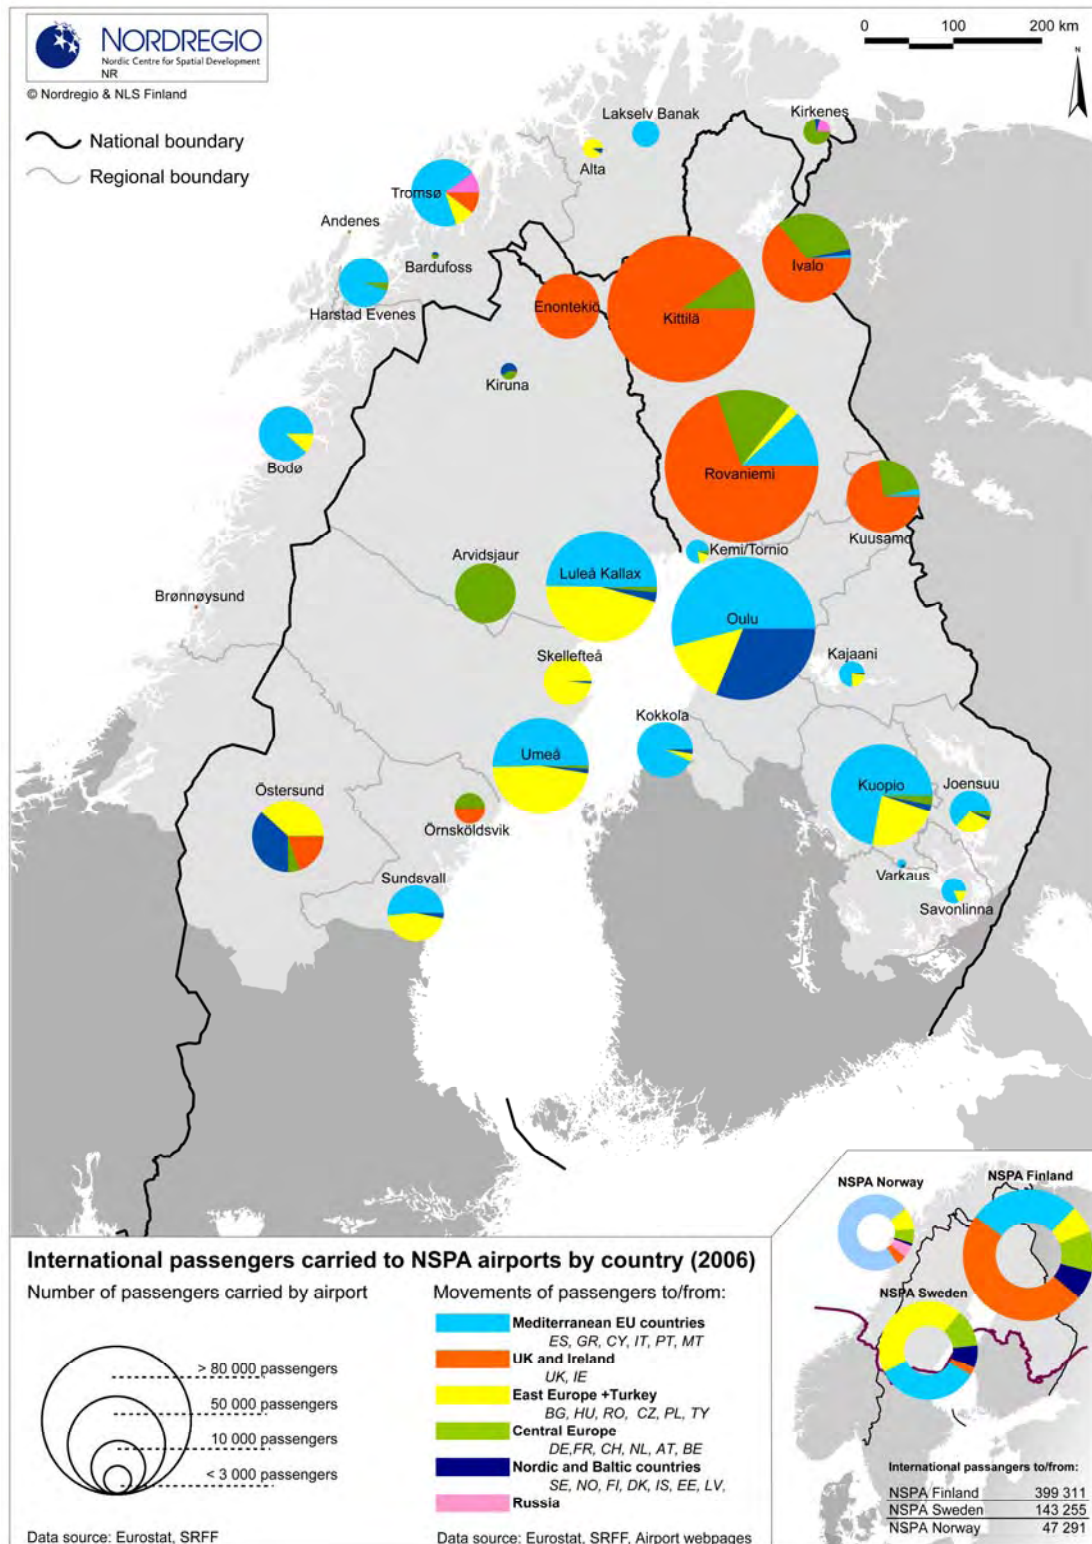 NORDREGIO
Nordic Centre for Spatial Development
NR
© Nordregio & NLS Finland
National boundary
Regional boundary
0 100 200 km
N
Lakselv Banak
Kirkenes
Alta
Tromsø
Andenes
Bardufoss
Ivalo
Harstad Evenes
Enontekiö
Kittilä
Kiruna
Bodø
Rovaniemi
Kuusamo
Kemi/Tornio
Arvidsjaur
Luleå Kallax
Brønnøysund
Oulu
Skellefteå
Kajaani
Kokkola
Umeå
Kuopio
Joensuu
Östersund
Örnsköldsvik
Varkaus
Sundsvall
Savonlinna
NSPA Norway
NSPA Finland
NSPA Sweden
International passangers to/from:
NSPA Finland 399 311
NSPA Sweden 143 255
NSPA Norway 47 291
International passengers carried to NSPA airports by country (2006)
Number of passengers carried by airport
> 80 000 passengers
50 000 passengers
10 000 passengers
< 3 000 passengers
Data source: Eurostat, SRFF
Movements of passengers to/from:
Mediterranean EU countries
ES, GR, CY, IT, PT, MT
UK and Ireland
UK, IE
East Europe +Turkey
BG, HU, RO, CZ, PL, TY
Central Europe
DE,FR, CH, NL, AT, BE
Nordic and Baltic countries
SE, NO, FI, DK, IS, EE, LV,
Russia
Data source: Eurostat, SRFF, Airport webpages